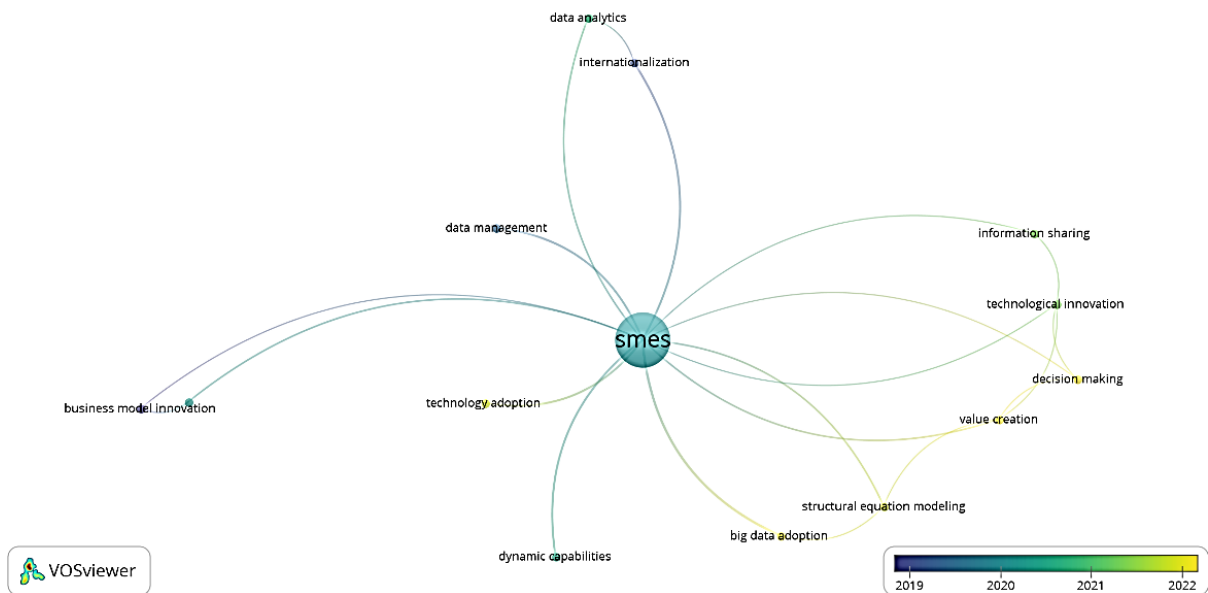 data analytics
internationalization
data management
information sharing
technological innovation
smes
decision making
technology adoption
business model innovation
value creation
structural equation modeling
big data adoption
dynamic capabilities
VOSviewer
2019 2020 2021 2022